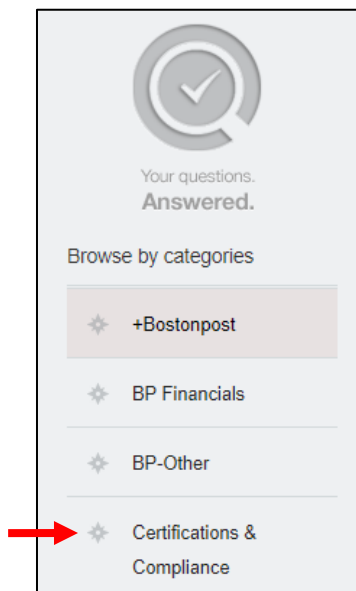 Your questions.
Answered.
Browse by categories
+Bostonpost
BP Financials
BP-Other
Certifications &
Compliance